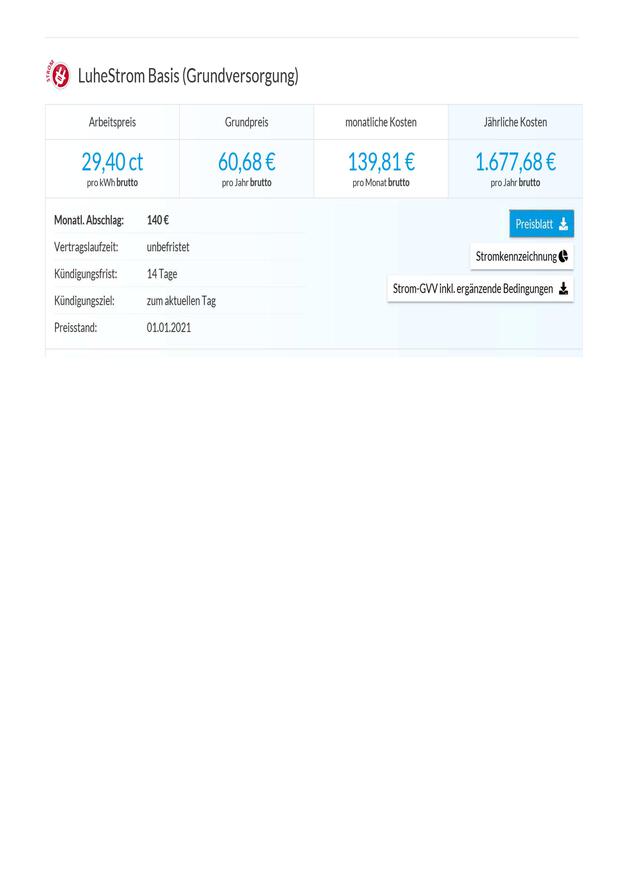 STROM
LuheStrom Basis (Grundversorgung)
Arbeitspreis Grundpreis monatliche Kosten Jährliche Kosten
29,40 ct 60,68 € 139,81 € 1.677,68 €
pro kWh brutto pro Jahr brutto pro Monat brutto pro Jahr brutto
Monatl. Abschlag: 140 € Preisblatt
Vertragslaufzeit: unbefristet Stromkennzeichnung
Kündigungsfrist: 14 Tage Strom-GVV inkl. ergänzende Bedingungen
Kündigungsziel: zum aktuellen Tag
Preisstand: 01.01.2021